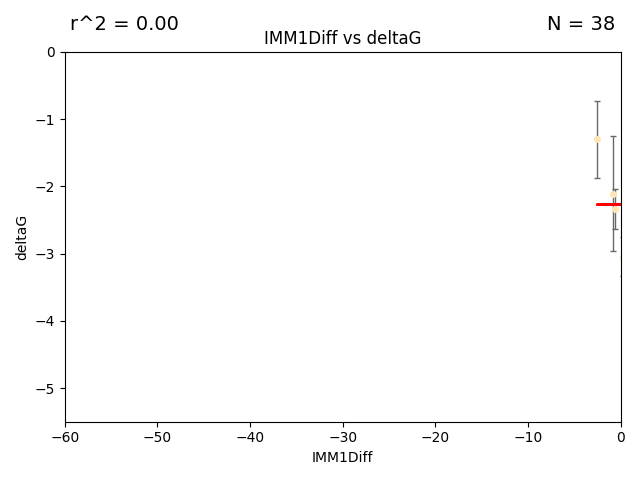 r^2 = 0.00 N = 38
IMM1Diff vs deltaG
0
−1
−2
−3
−4
−5
deltaG
−60 −50 −40 −30 −20 −10 0
IMM1Diff